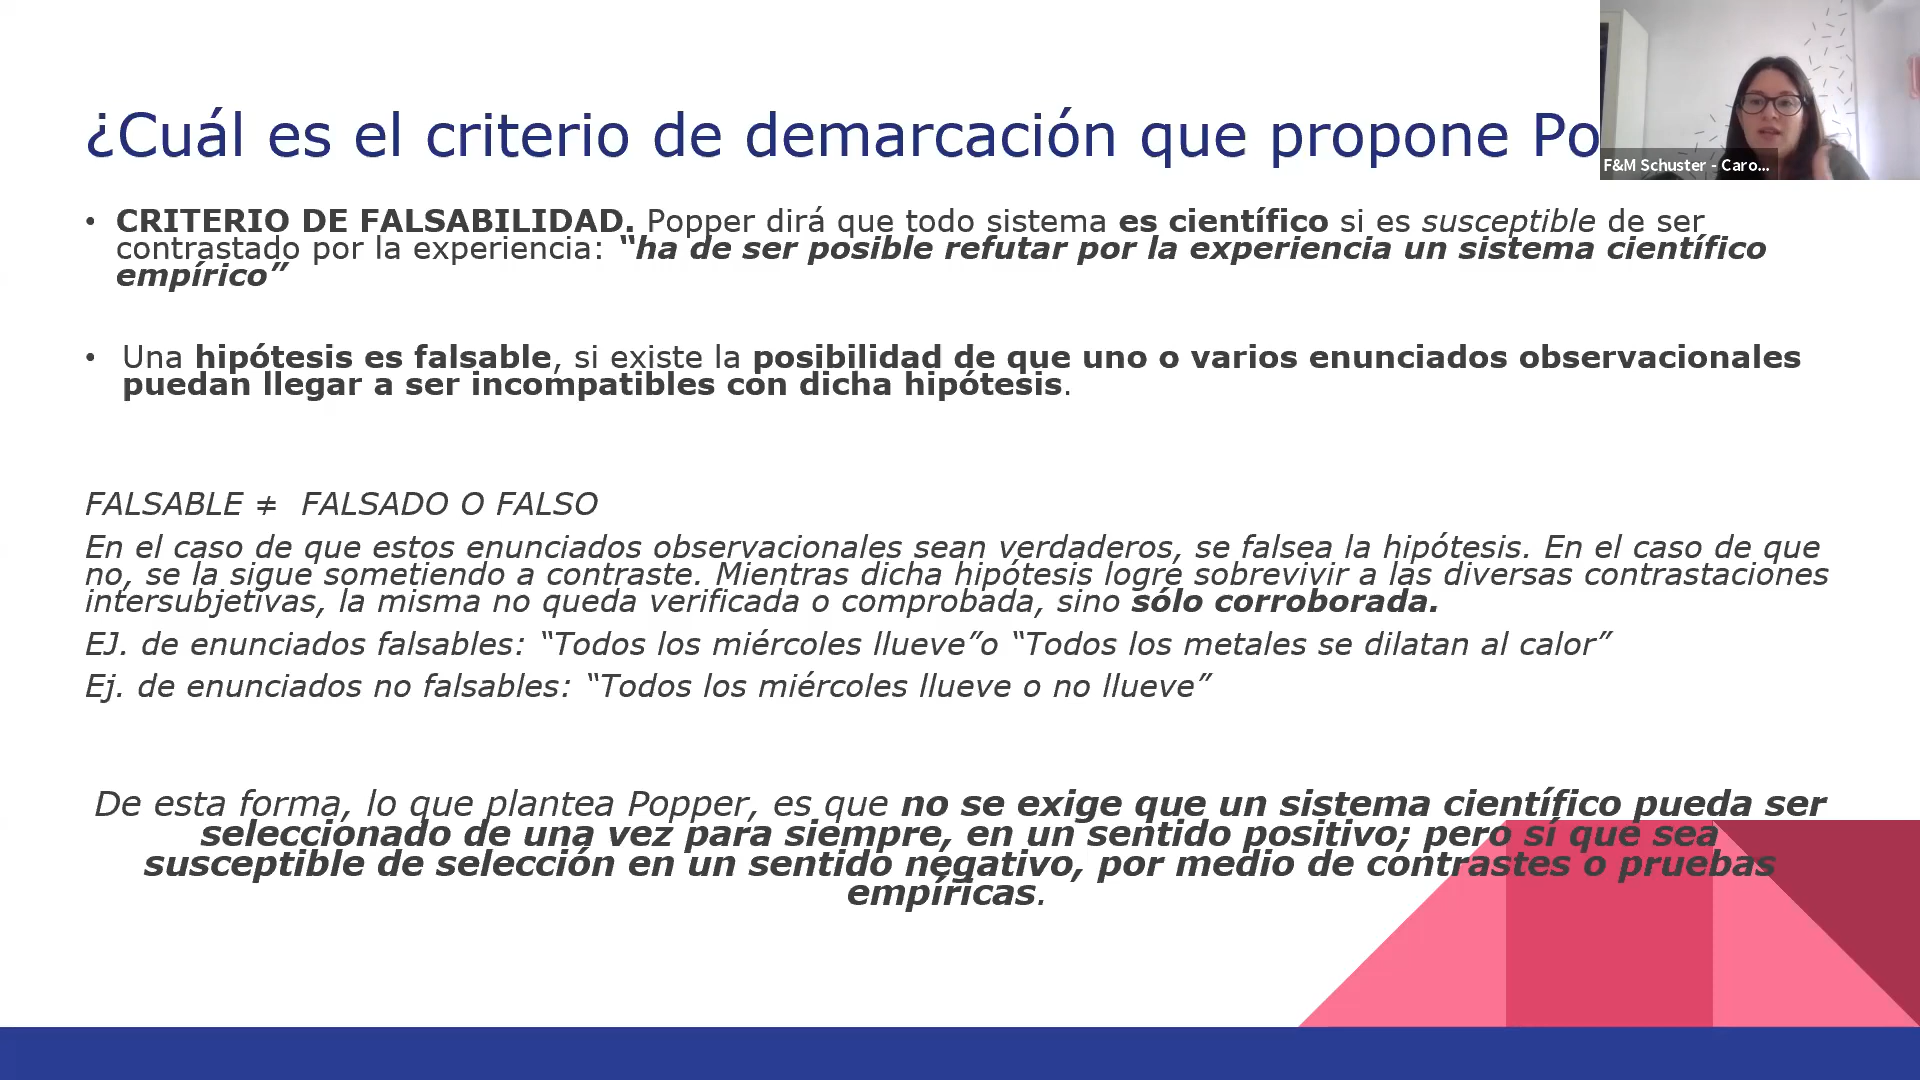 ¿Cuál es el criterio de demarcación que propone Po
F&M Schuster - Caro...
• CRITERIO DE FALSABILIDAD. Popper dirá que todo sistema es científico si es susceptible de ser
contrastado por la experiencia: “ha de ser posible refutar por la experiencia un sistema científico
empírico”
• Una hipótesis es falsable, si existe la posibilidad de que uno o varios enunciados observacionales
puedan llegar a ser incompatibles con dicha hipótesis.
FALSABLE ≠ FALSADO O FALSO
En el caso de que estos enunciados observacionales sean verdaderos, se falsea la hipótesis. En el caso de que
no, se la sigue sometiendo a contraste. Mientras dicha hipótesis logre sobrevivir a las diversas contrastaciones
intersubjetivas, la misma no queda verificada o comprobada, sino sólo corroborada.
EJ. de enunciados falsables: “Todos los miércoles llueve”o “Todos los metales se dilatan al calor”
Ej. de enunciados no falsables: “Todos los miércoles llueve o no llueve”
De esta forma, lo que plantea Popper, es que no se exige que un sistema científico pueda ser
seleccionado de una vez para siempre, en un sentido positivo; pero sí que sea
susceptible de selección en un sentido negativo, por medio de contrastes o pruebas
empíricas.